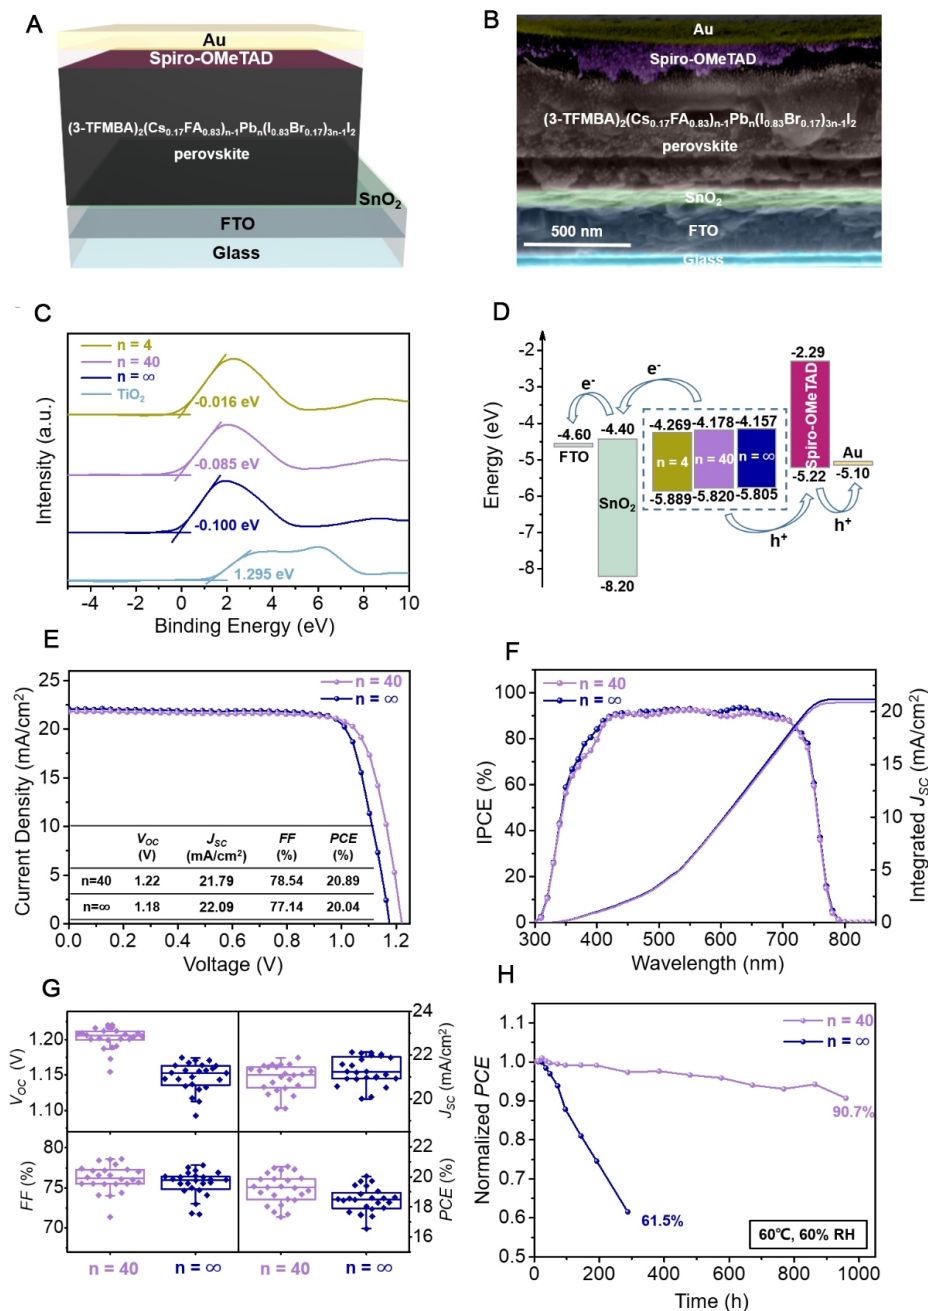 A
Au
Spiro-OMeTAD
(3-TFMBA)₂(Cs₀.₁₇FA₀.₈₃)ₙ₋₁Pbₙ(I₀.₈₃Br₀.₁₇)₃ₙ₋₁I₂
perovskite
SnO₂
FTO
Glass
B
Au
Spiro-OMeTAD
(3-TFMBA)₂(Cs₀.₁₇FA₀.₈₃)ₙ₋₁Pbₙ(I₀.₈₃Br₀.₁₇)₃ₙ₋₁I₂
perovskite
SnO₂
500 nm
FTO
Glass
C
n = 4
n = 40
n = ∞
TiO₂
-0.016 eV
-0.085 eV
-0.100 eV
1.295 eV
Intensity (a.u.)
-4 -2 0 2 4 6 8 10
Binding Energy (eV)
D
Energy (eV)
-2
-3
-4
-5
-6
-7
-8
e⁻
e⁻
-4.60
FTO
-4.40
SnO₂
-8.20
-4.269
n = 4
-5.889
-4.178
n = 40
-5.820
-4.157
n = ∞
-5.805
-2.29
Spiro-OMeTAD
-5.22
Au
-5.10
h⁺
h⁺
E
Current Density (mA/cm²)
25
20
15
10
5
0
n = 40
n = ∞
V_OC J_SC FF PCE
(V) (mA/cm²) (%) (%)
n=40 1.22 21.79 78.54 20.89
n=∞ 1.18 22.09 77.14 20.04
0.0 0.2 0.4 0.6 0.8 1.0 1.2
Voltage (V)
F
IPCE (%)
100
80
60
40
20
0
n = 40
n = ∞
20
15
10
5
0
Integrated J_SC (mA/cm²)
300 400 500 600 700 800
Wavelength (nm)
G
V_OC (V)
1.20
1.15
1.10
24
23
22
21
20
19
J_SC (mA/cm²)
FF (%)
80
75
70
22
21
20
19
18
17
16
PCE (%)
n = 40 n = ∞ n = 40 n = ∞
H
Normalized PCE
1.1
1.0
0.9
0.8
0.7
0.6
0.5
n = 40
n = ∞
90.7%
61.5%
60℃, 60% RH
0 200 400 600 800 1000
Time (h)